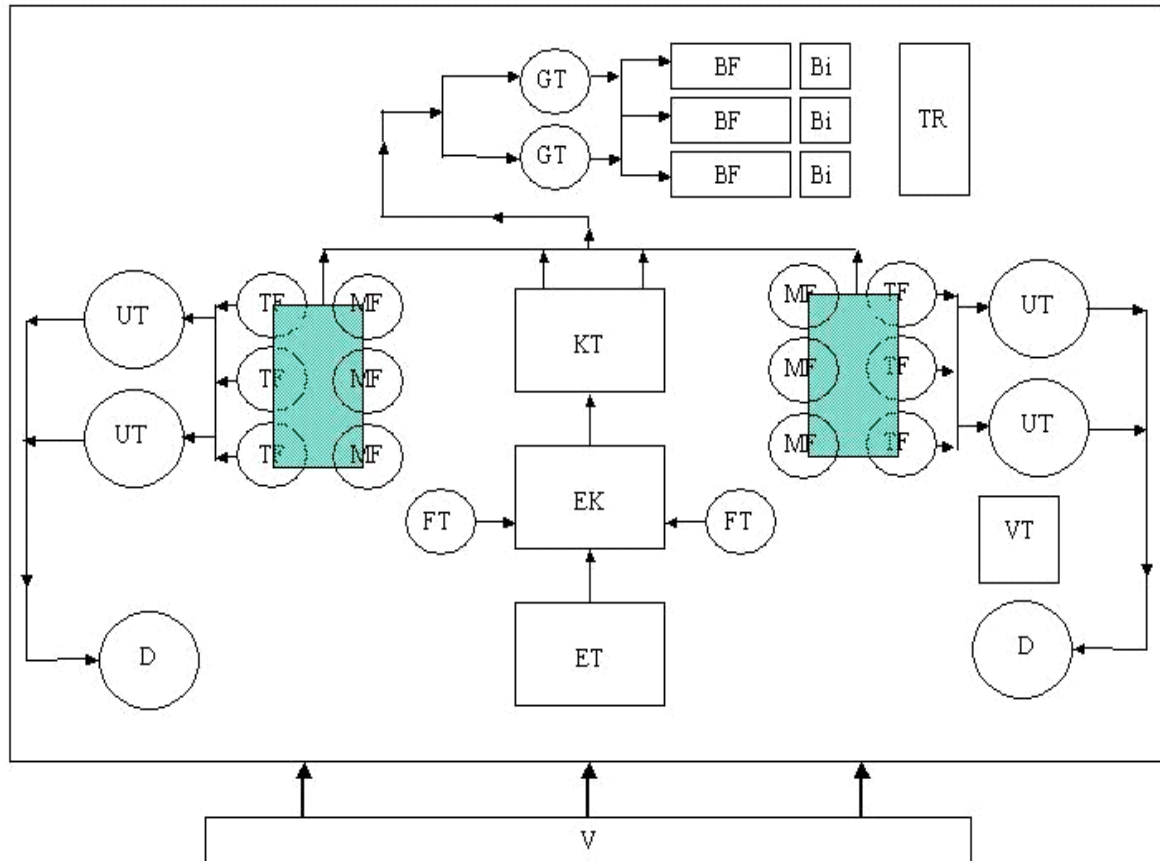 GT BF Bi TR
BF Bi
GT BF Bi
UT TF MF KT MF TF UT
TF MF MF TF
UT TF MF MF TF UT
FT EK FT VT
D ET D
V